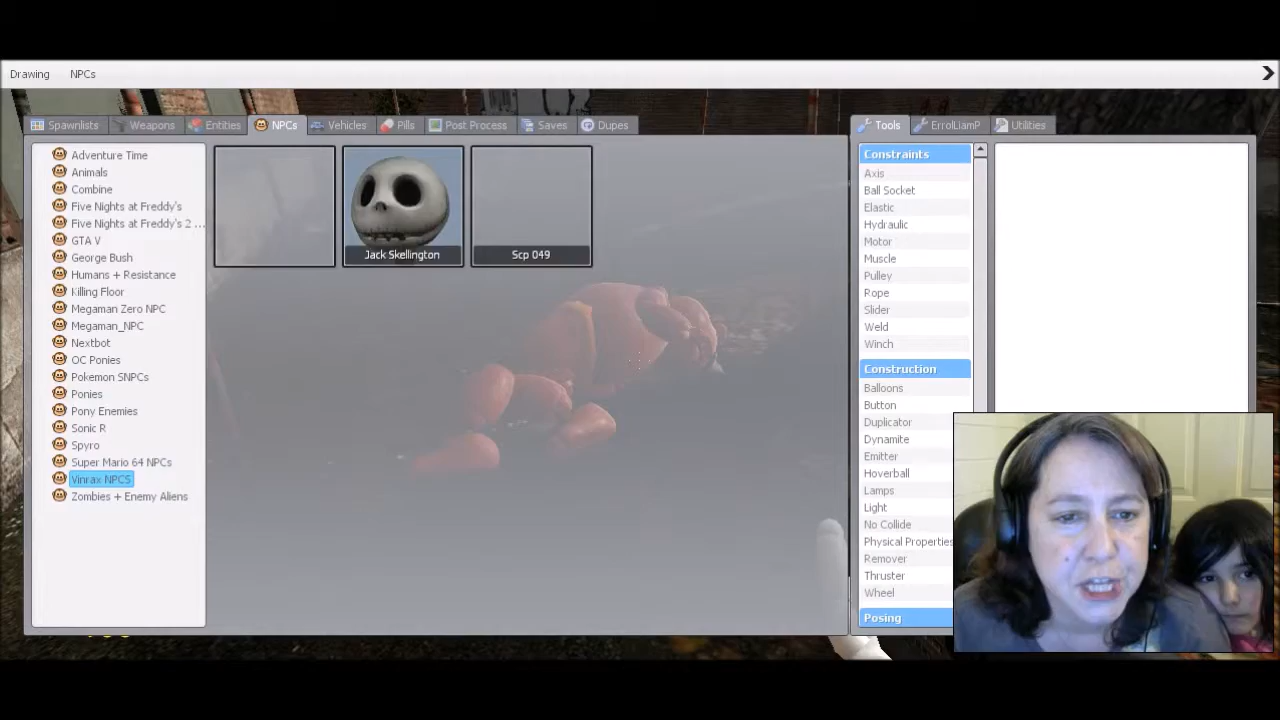 Drawing NPCs
Spawnlists Weapons Entities NPCs Vehicles Pills Post Process Saves Dupes
Tools ErrolLiamP Utilities
Adventure Time
Animals
Combine
Five Nights at Freddy's
Five Nights at Freddy's 2 ...
GTA V
George Bush
Humans + Resistance
Killing Floor
Megaman Zero NPC
Megaman_NPC
Nextbot
OC Ponies
Pokemon SNPCs
Ponies
Pony Enemies
Sonic R
Spyro
Super Mario 64 NPCs
Vinrax NPCS
Zombies + Enemy Aliens
Jack Skellington
Scp 049
Constraints
Axis
Ball Socket
Elastic
Hydraulic
Motor
Muscle
Pulley
Rope
Slider
Weld
Winch
Construction
Balloons
Button
Duplicator
Dynamite
Emitter
Hoverball
Lamps
Light
No Collide
Physical Properties
Remover
Thruster
Wheel
Posing